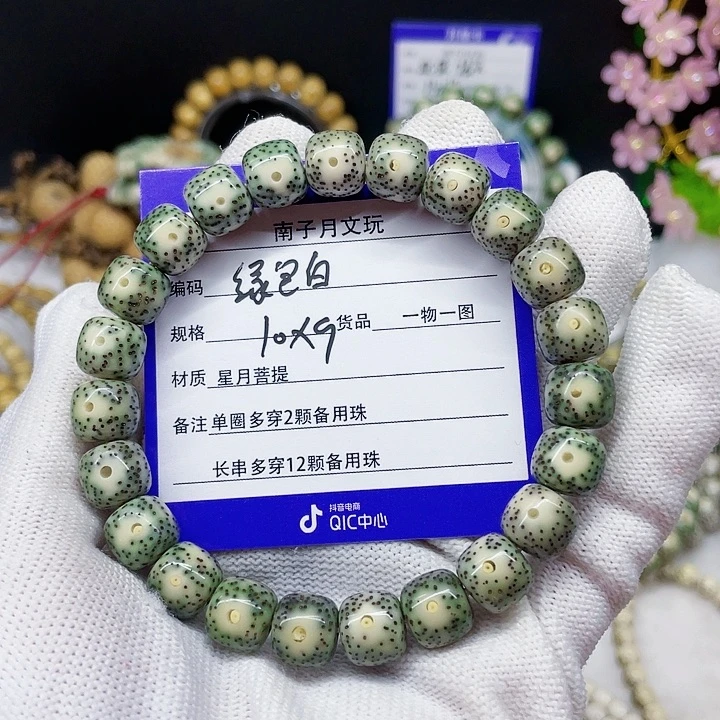 南子月文玩
编码 绿包白
规格 10X9 货品 一物一图
材质 星月菩提
备注 单圈多穿2颗备用珠
长串多穿12颗备用珠
抖音电商
QIC中心